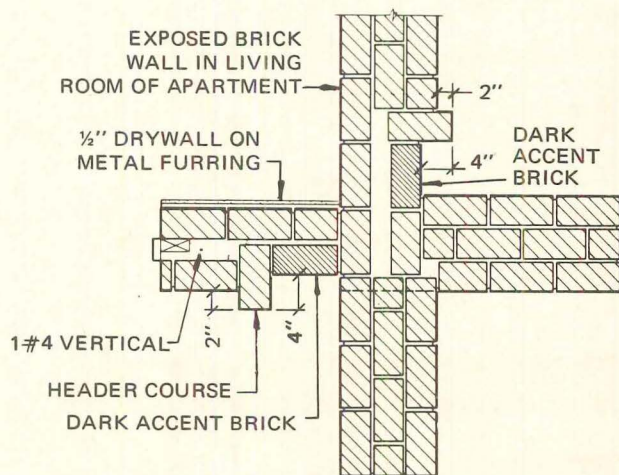 EXPOSED BRICK
WALL IN LIVING
ROOM OF APARTMENT
2"
½" DRYWALL ON
METAL FURRING
4"
DARK
ACCENT
BRICK
1#4 VERTICAL
2"
4"
HEADER COURSE
DARK ACCENT BRICK